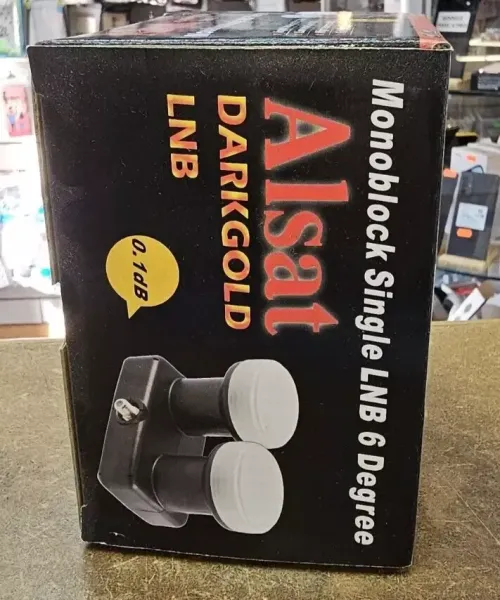 Monoblock Single LNB 6 Degree
Alsat
DARKGOLD
LNB
0.1dB